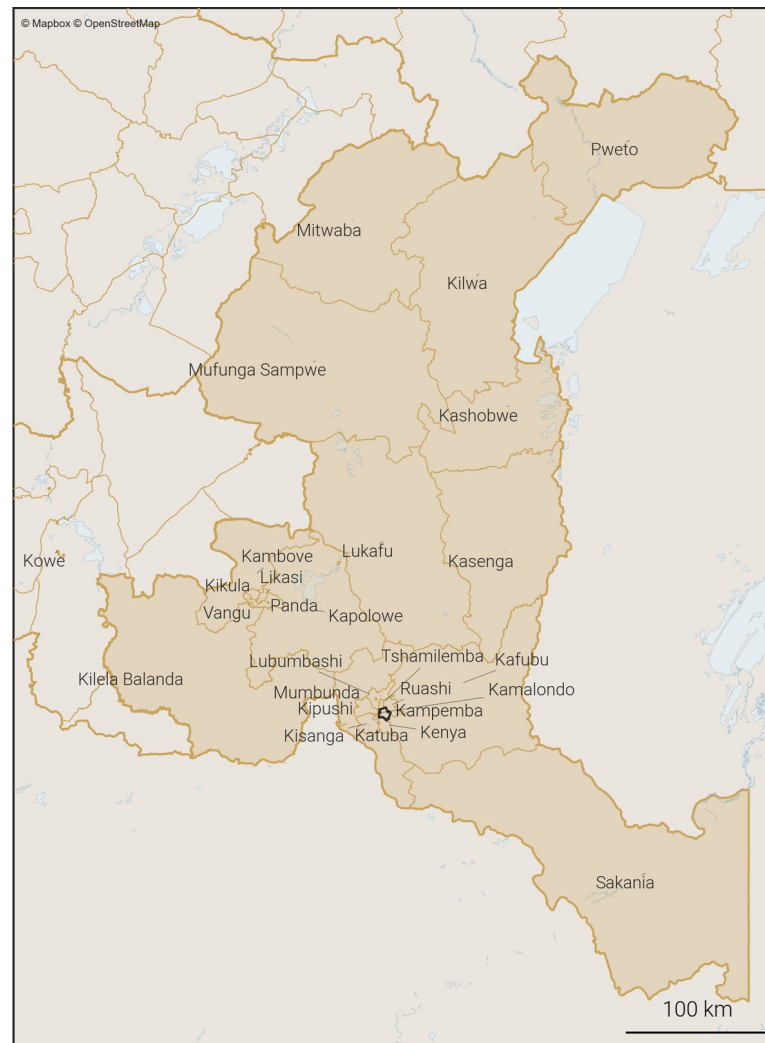 © Mapbox © OpenStreetMap
Pweto
Mitwaba
Kilwa
Mufunga Sampwe
Kashobwe
Lukafu
Kambove
Kowe
Kasenga
Likasi
Kikula
Panda
Vangu
Kapolowe
Tshamilemba
Lubumbashi
Kafubu
Kilela Balanda
Ruashi
Kamalondo
Mumbunda
Kipushi
Kampemba
Kisanga
Katuba
Kenya
Sakania
100 km